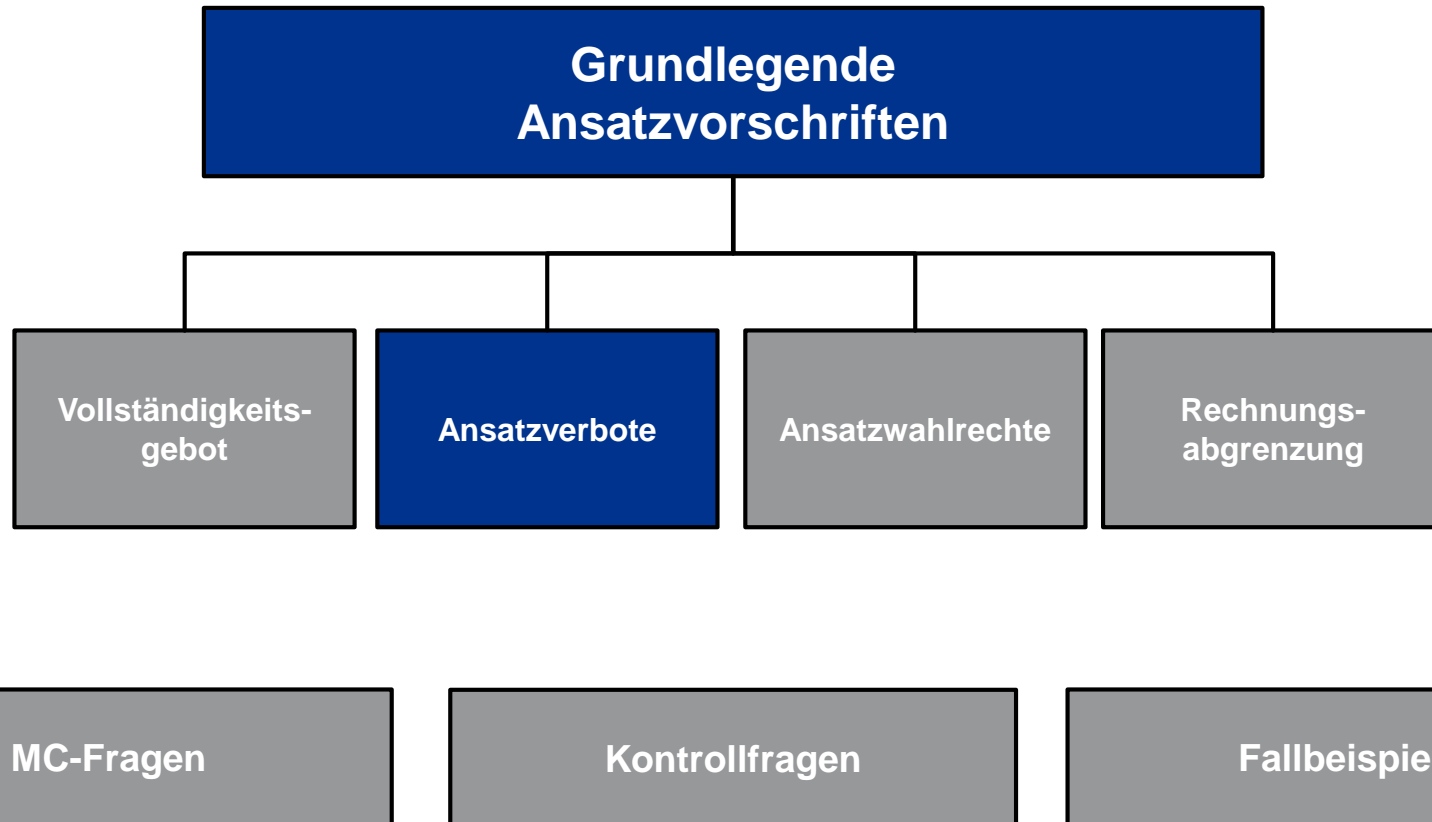 Grundlegende
Ansatzvorschriften
Vollständigkeits-
gebot
Ansatzverbote
Ansatzwahlrechte
Rechnungs-
abgrenzung
MC-Fragen
Kontrollfragen
Fallbeispie